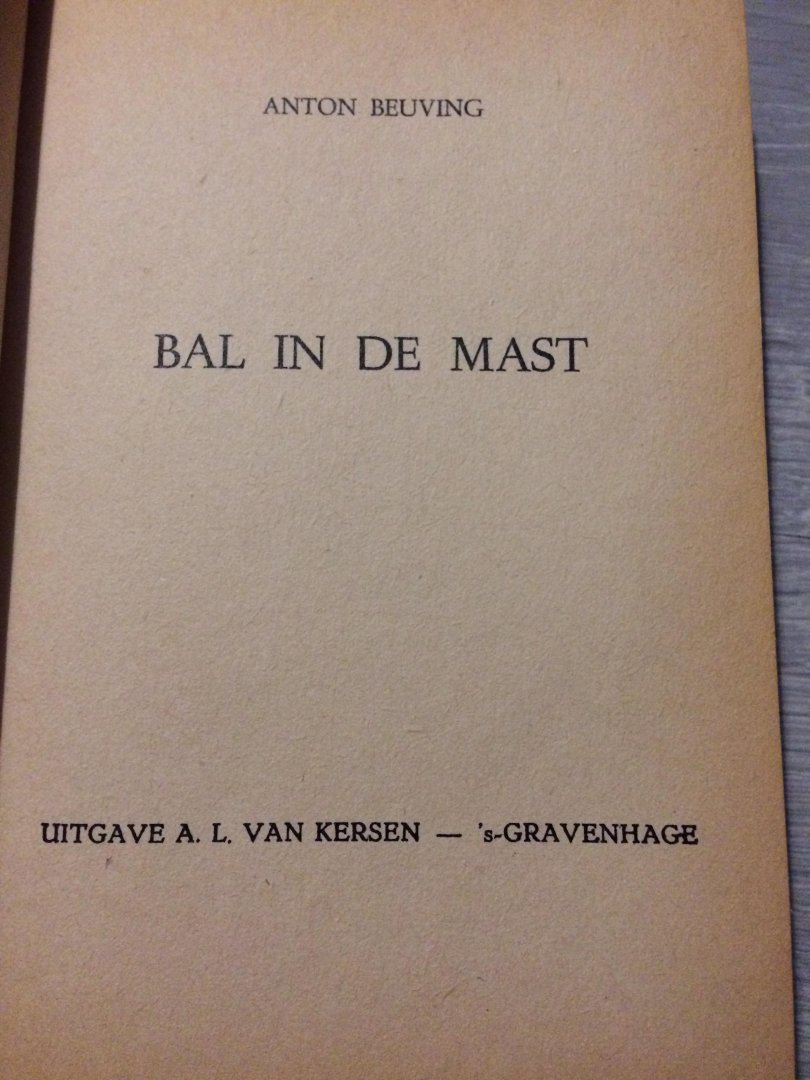 ANTON BEUVING
BAL IN DE MAST
UITGAVE A. L. VAN KERSEN — 's-GRAVENHAGE